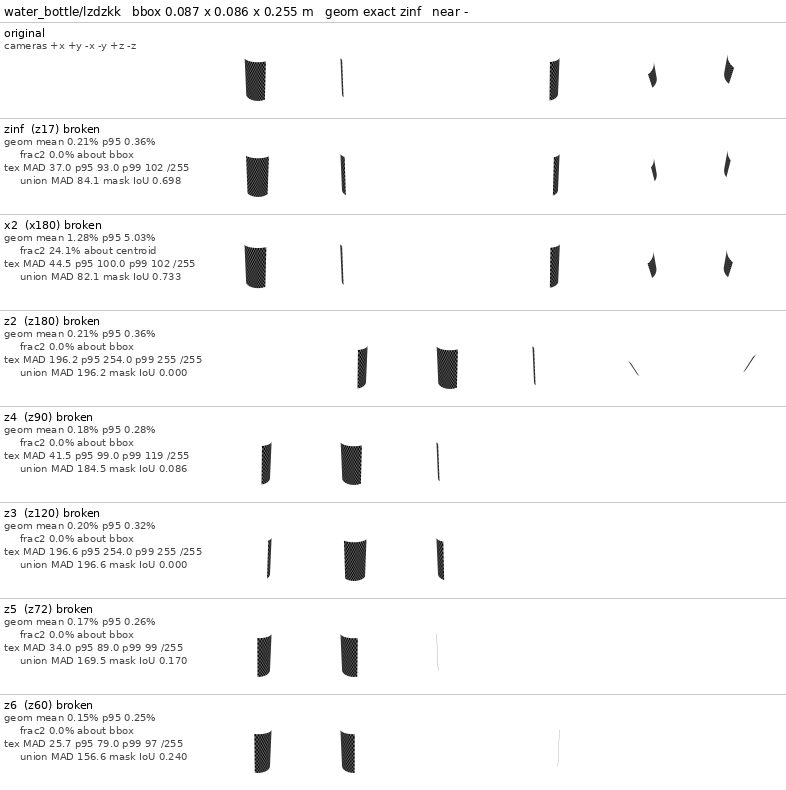 water_bottle/lzdzkk bbox 0.087 x 0.086 x 0.255 m geom exact zinf near -
original
cameras +x +y -x -y +z -z
zinf (z17) broken
geom mean 0.21% p95 0.36%
frac2 0.0% about bbox
tex MAD 37.0 p95 93.0 p99 102 /255
union MAD 84.1 mask IoU 0.698
x2 (x180) broken
geom mean 1.28% p95 5.03%
frac2 24.1% about centroid
tex MAD 44.5 p95 100.0 p99 102 /255
union MAD 82.1 mask IoU 0.733
z2 (z180) broken
geom mean 0.21% p95 0.36%
frac2 0.0% about bbox
tex MAD 196.2 p95 254.0 p99 255 /255
union MAD 196.2 mask IoU 0.000
z4 (z90) broken
geom mean 0.18% p95 0.28%
frac2 0.0% about bbox
tex MAD 41.5 p95 99.0 p99 119 /255
union MAD 184.5 mask IoU 0.086
z3 (z120) broken
geom mean 0.20% p95 0.32%
frac2 0.0% about bbox
tex MAD 196.6 p95 254.0 p99 255 /255
union MAD 196.6 mask IoU 0.000
z5 (z72) broken
geom mean 0.17% p95 0.26%
frac2 0.0% about bbox
tex MAD 34.0 p95 89.0 p99 99 /255
union MAD 169.5 mask IoU 0.170
z6 (z60) broken
geom mean 0.15% p95 0.25%
frac2 0.0% about bbox
tex MAD 25.7 p95 79.0 p99 97 /255
union MAD 156.6 mask IoU 0.240